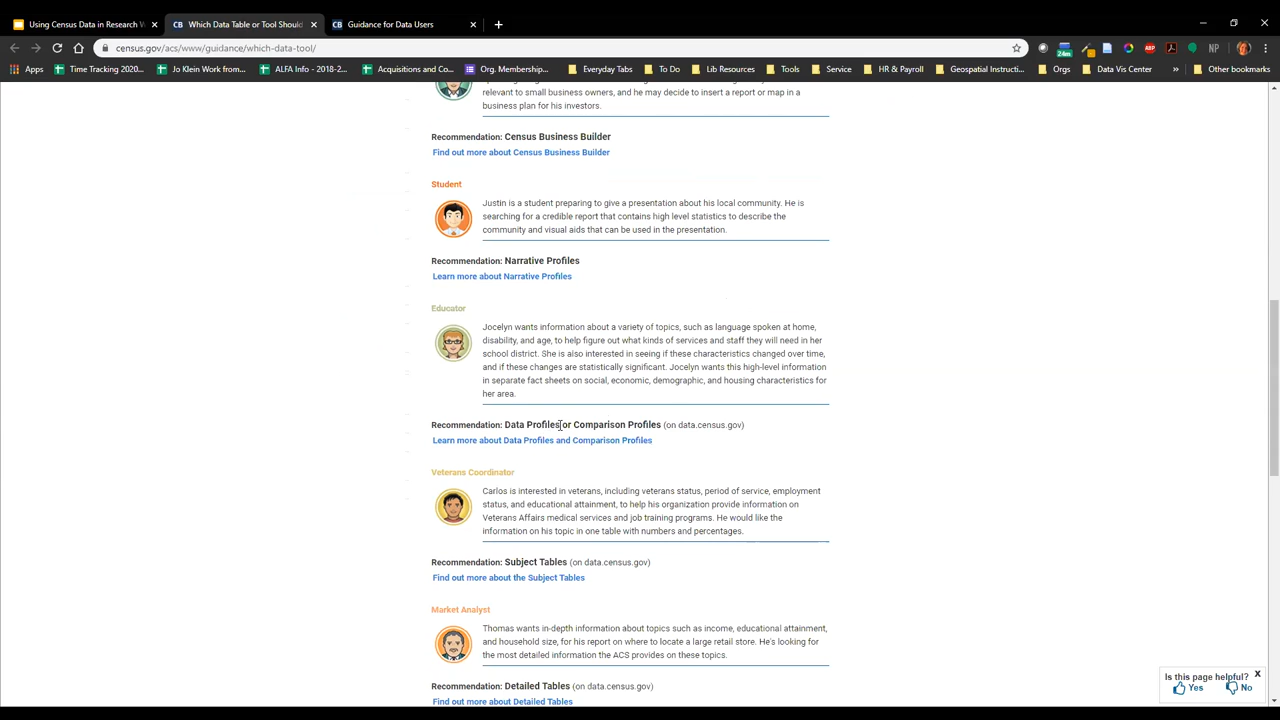 Using Census Data in Research W
Which Data Table or Tool Should
Guidance for Data Users
census.gov/acs/www/guidance/which-data-tool/
24m
ABP
NP
Apps
Time Tracking 2020...
Jo Klein Work from...
ALFA Info - 2018-2...
Acquisitions and Co...
Org. Membership...
Everyday Tabs
To Do
Lib Resources
Tools
Service
HR & Payroll
Geospatial Instructi...
Orgs
Data Vis Center
»
Other bookmarks
relevant to small business owners, and he may decide to insert a report or map in a
business plan for his investors.
Recommendation: Census Business Builder
Find out more about Census Business Builder
Student
Justin is a student preparing to give a presentation about his local community. He is
searching for a credible report that contains high level statistics to describe the
community and visual aids that can be used in the presentation.
Recommendation: Narrative Profiles
Learn more about Narrative Profiles
Educator
Jocelyn wants information about a variety of topics, such as language spoken at home,
disability, and age, to help figure out what kinds of services and staff they will need in her
school district. She is also interested in seeing if these characteristics changed over time,
and if these changes are statistically significant. Jocelyn wants this high-level information
in separate fact sheets on social, economic, demographic, and housing characteristics for
her area.
Recommendation: Data Profiles or Comparison Profiles (on data.census.gov)
Learn more about Data Profiles and Comparison Profiles
Veterans Coordinator
Carlos is interested in veterans, including veterans status, period of service, employment
status, and educational attainment, to help his organization provide information on
Veterans Affairs medical services and job training programs. He would like the
information on his topic in one table with numbers and percentages.
Recommendation: Subject Tables (on data.census.gov)
Find out more about the Subject Tables
Market Analyst
Thomas wants in-depth information about topics such as income, educational attainment,
and household size, for his report on where to locate a large retail store. He's looking for
the most detailed information the ACS provides on these topics.
Recommendation: Detailed Tables (on data.census.gov)
Find out more about Detailed Tables
Is this page helpful?
X
Yes
No